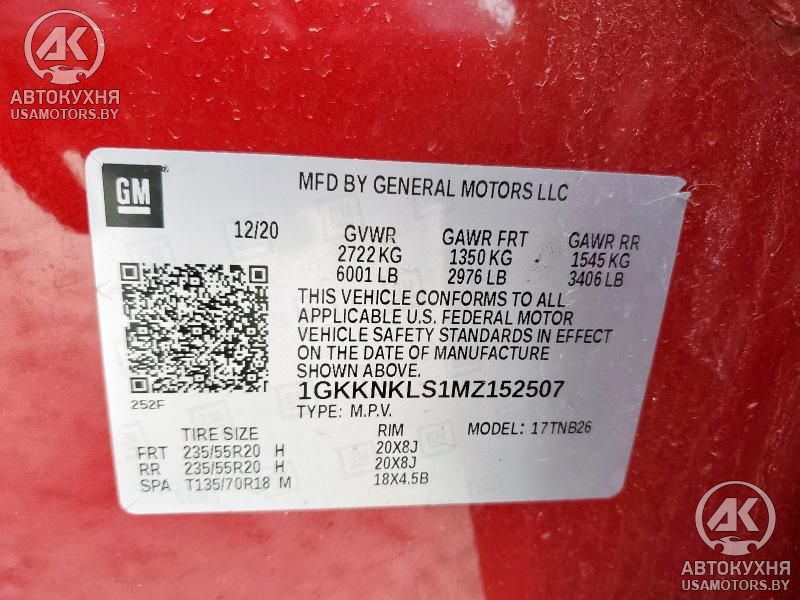 АВТОКУХНЯ
USAMOTORS.BY
GM
MFD BY GENERAL MOTORS LLC
12/20 GVWR GAWR FRT GAWR RR
2722 KG 1350 KG 1545 KG
6001 LB 2976 LB 3406 LB
THIS VEHICLE CONFORMS TO ALL
APPLICABLE U.S. FEDERAL MOTOR
VEHICLE SAFETY STANDARDS IN EFFECT
ON THE DATE OF MANUFACTURE
SHOWN ABOVE.
252F
1GKKNKLS1MZ152507
TYPE: M.P.V. MODEL: 17TNB26
TIRE SIZE RIM
FRT 235/55R20 H 20X8J
RR 235/55R20 H 20X8J
SPA T135/70R18 M 18X4.5B
АК
АВТОКУХНЯ
USAMOTORS.BY